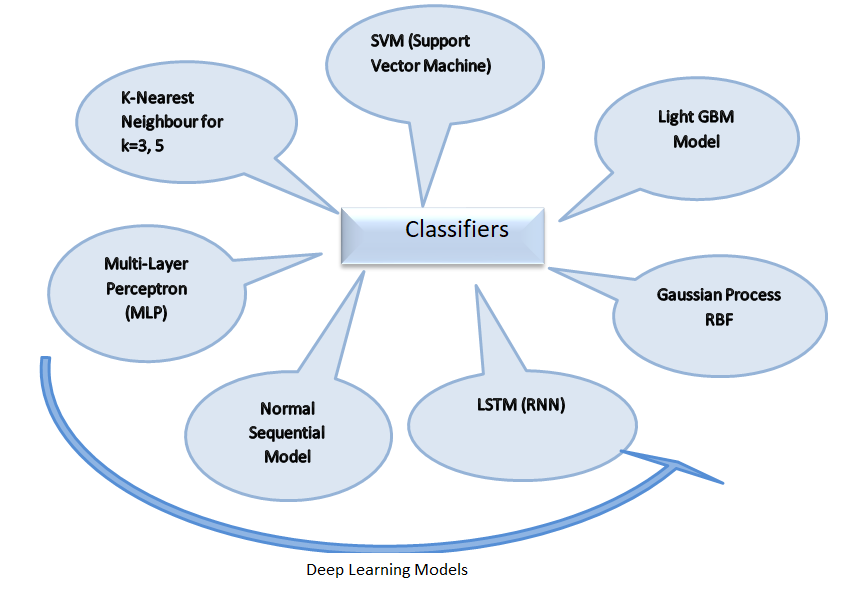 SVM (Support
Vector Machine)
K-Nearest
Neighbour for
k=3, 5
Light GBM
Model
Classifiers
Multi-Layer
Perceptron
(MLP)
Gaussian Process
RBF
Normal
Sequential
Model
LSTM (RNN)
Deep Learning Models